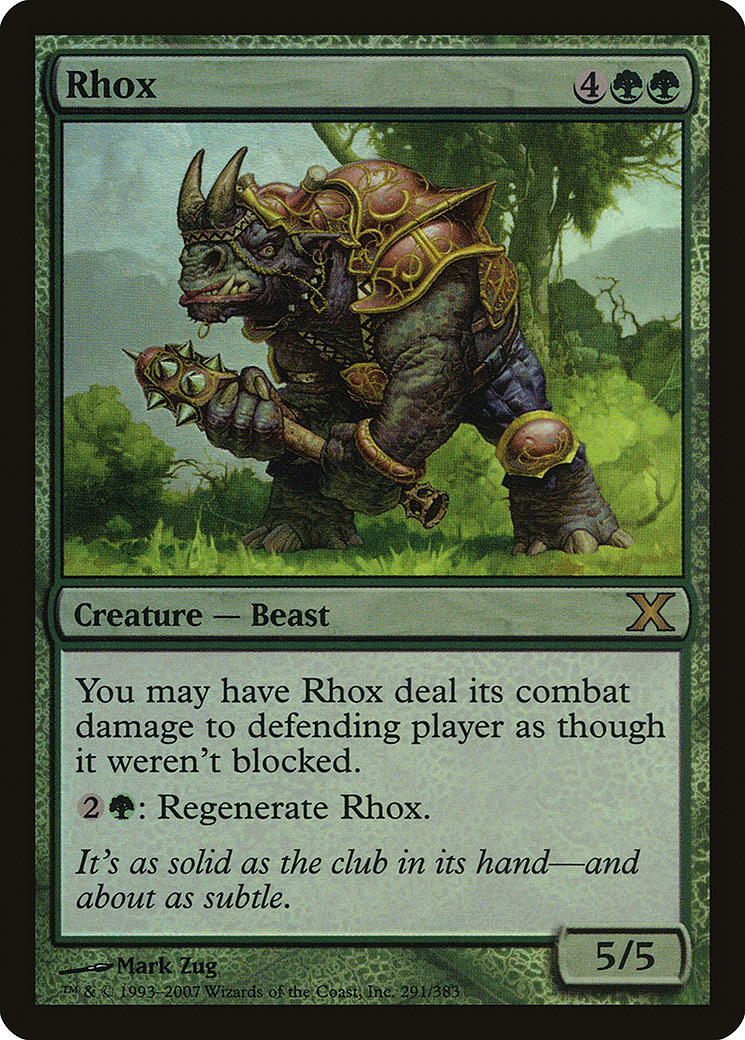 Rhox 4
Creature — Beast X
You may have Rhox deal its combat
damage to defending player as though
it weren't blocked.
2 : Regenerate Rhox.
It's as solid as the club in its hand—and
about as subtle.
5/5
Mark Zug
™ & © 1993–2007 Wizards of the Coast, Inc. 291/383